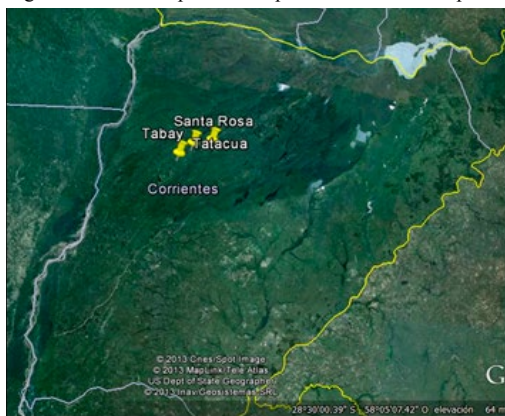 Santa Rosa
Tabay
Tatacua
Corrientes
© 2013 Cnes/Spot Image
© 2013 MapLink/Tele Atlas
US Dept of State Geographer
© 2013 Inav/Geosistemas SRL
G
28°30'00.39" S 58°05'07.42" O elevación 64 m